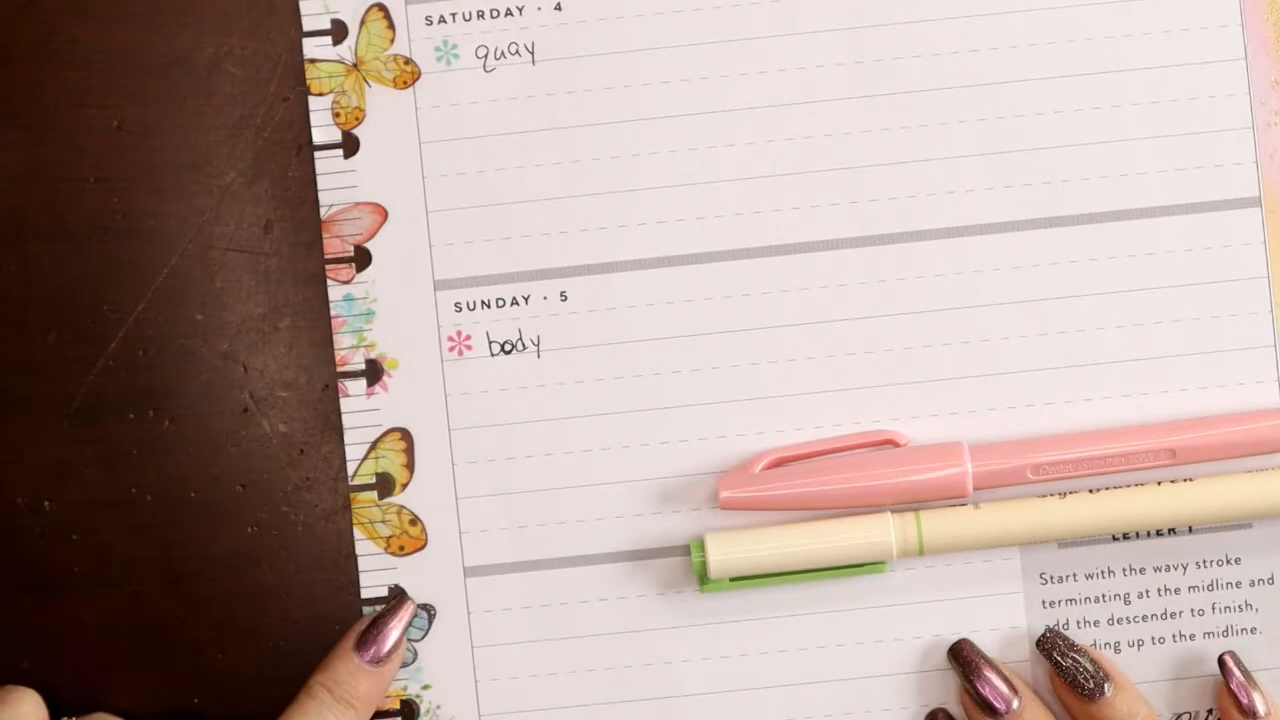 SATURDAY · 4
quay
SUNDAY · 5
body
LETTER Y
Start with the wavy stroke
terminating at the midline and
add the descender to finish,
ding up to the midline.